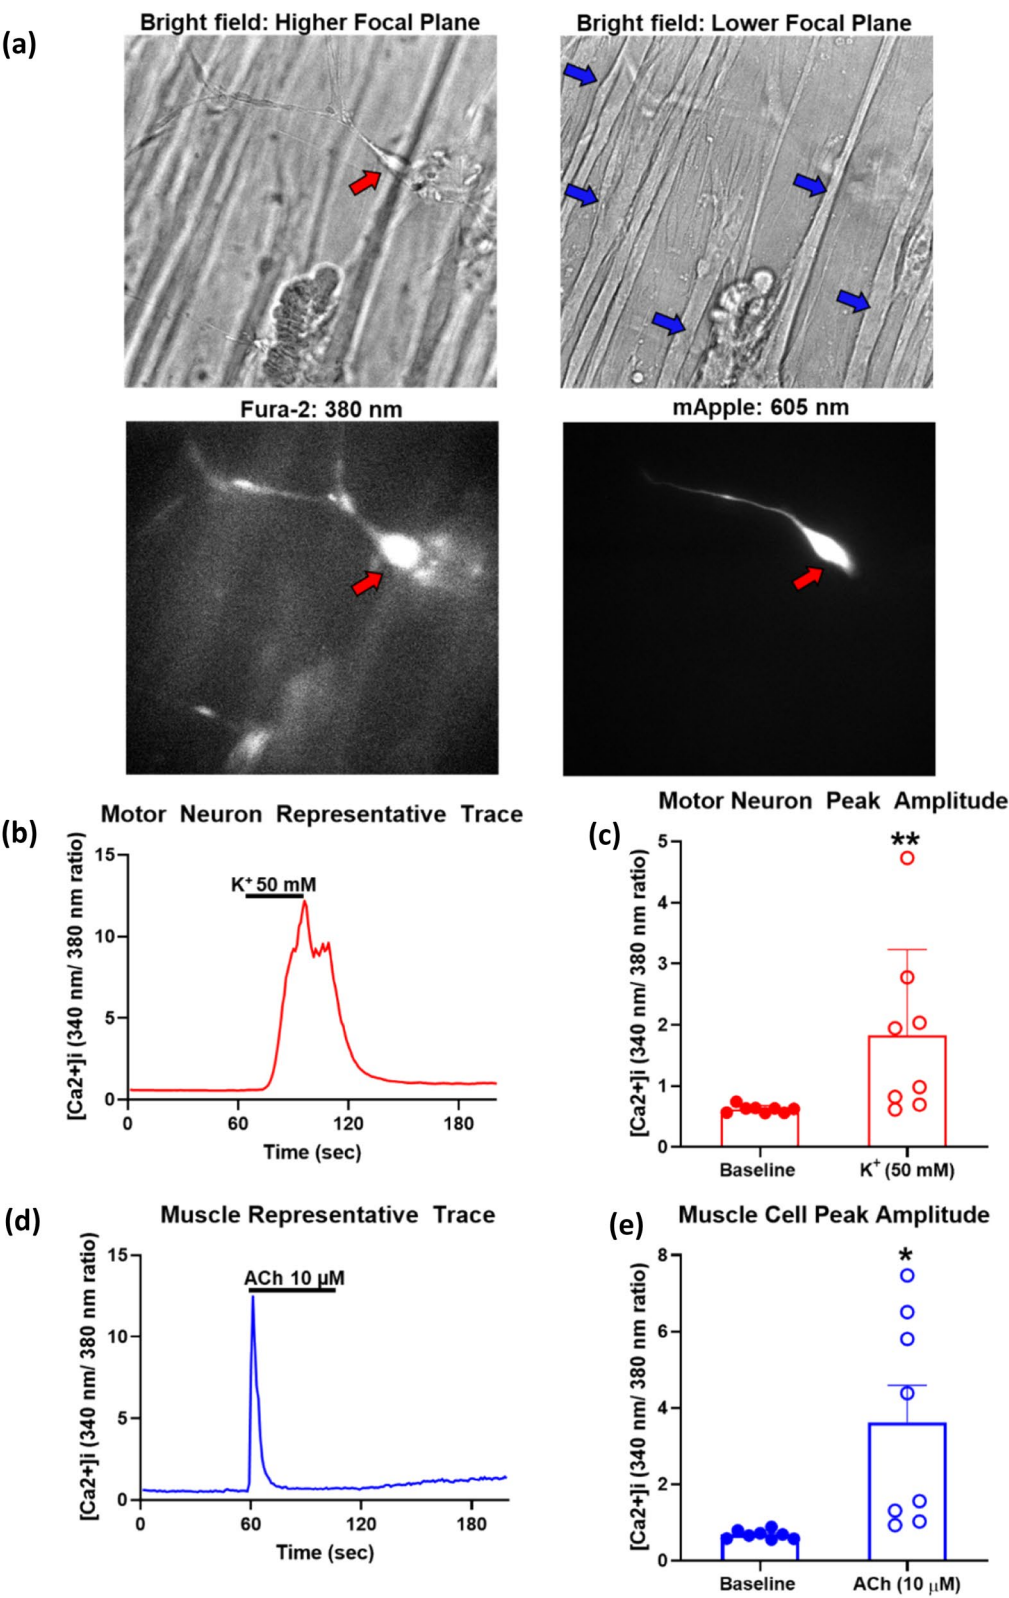 (a)
Bright field: Higher Focal Plane
Bright field: Lower Focal Plane
Fura-2: 380 nm
mApple: 605 nm
(b)
Motor Neuron Representative Trace
[Ca2+]i (340 nm/ 380 nm ratio)
15
10
5
0
K+ 50 mM
0
60
120
180
Time (sec)
(c)
Motor Neuron Peak Amplitude
[Ca2+]i (340 nm/ 380 nm ratio)
5
4
3
2
1
0
**
Baseline
K+ (50 mM)
(d)
Muscle Representative Trace
[Ca2+]i (340 nm/ 380 nm ratio)
15
10
5
0
ACh 10 μM
0
60
120
180
Time (sec)
(e)
Muscle Cell Peak Amplitude
[Ca2+]i (340 nm/ 380 nm ratio)
8
6
4
2
0
*
Baseline
ACh (10 μM)